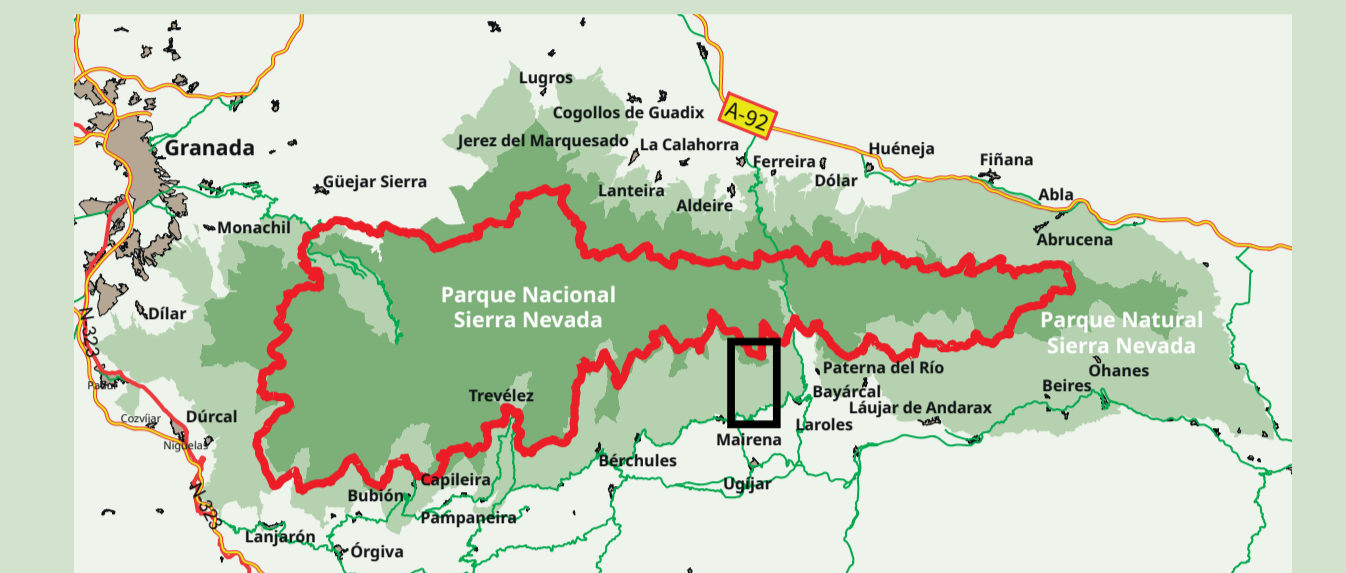 Lugros
Cogollos de Guadix
A-92
Jerez del Marquesado
La Calahorra
Granada
Huéneja
Ferreira
Fiñana
Güejar Sierra
Lanteira
Dólar
Abla
Aldeire
Monachil
Abrucena
Parque Nacional
Sierra Nevada
Dílar
N-323
Parque Natural
Sierra Nevada
Padul
Paterna del Río
Ohanes
Trevélez
Bayárcal
Beires
Cozvíjar
Dúrcal
Láujar de Andarax
Laroles
Nigüelas
Mairena
Bérchules
Capileira
Ugíjar
Bubión
N-323
Pampaneira
Lanjarón
Órgiva